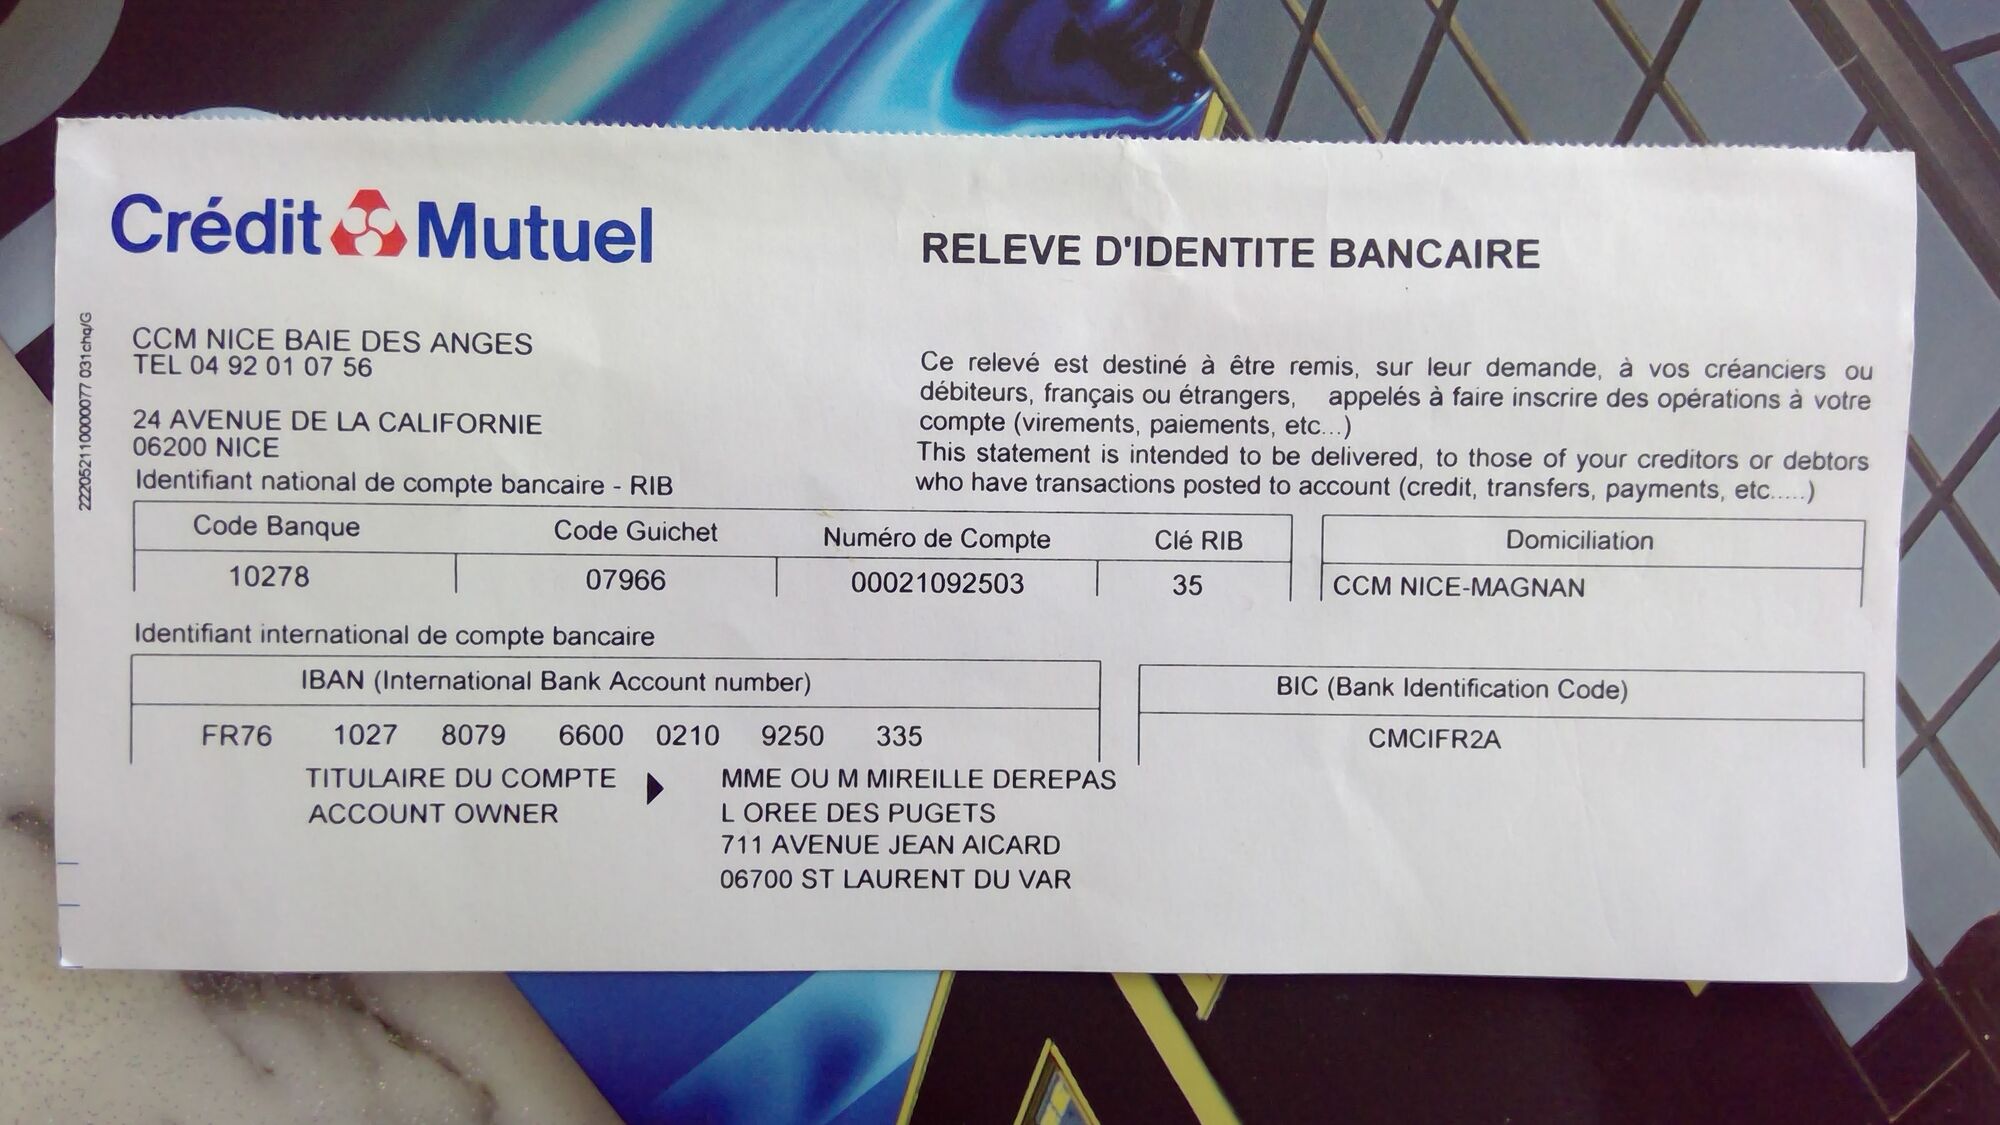 Crédit Mutuel
RELEVE D'IDENTITE BANCAIRE
2220521100000077 031chq/G
CCM NICE BAIE DES ANGES
TEL 04 92 01 07 56
24 AVENUE DE LA CALIFORNIE
06200 NICE
Ce relevé est destiné à être remis, sur leur demande, à vos créanciers ou
débiteurs, français ou étrangers, appelés à faire inscrire des opérations à votre
compte (virements, paiements, etc...)
This statement is intended to be delivered, to those of your creditors or debtors
who have transactions posted to account (credit, transfers, payments, etc.....)
Identifiant national de compte bancaire - RIB
Code Banque Code Guichet Numéro de Compte Clé RIB Domiciliation
10278 07966 00021092503 35 CCM NICE-MAGNAN
Identifiant international de compte bancaire
IBAN (International Bank Account number) BIC (Bank Identification Code)
FR76 1027 8079 6600 0210 9250 335 CMCIFR2A
TITULAIRE DU COMPTE MME OU M MIREILLE DEREPAS
ACCOUNT OWNER L OREE DES PUGETS
711 AVENUE JEAN AICARD
06700 ST LAURENT DU VAR